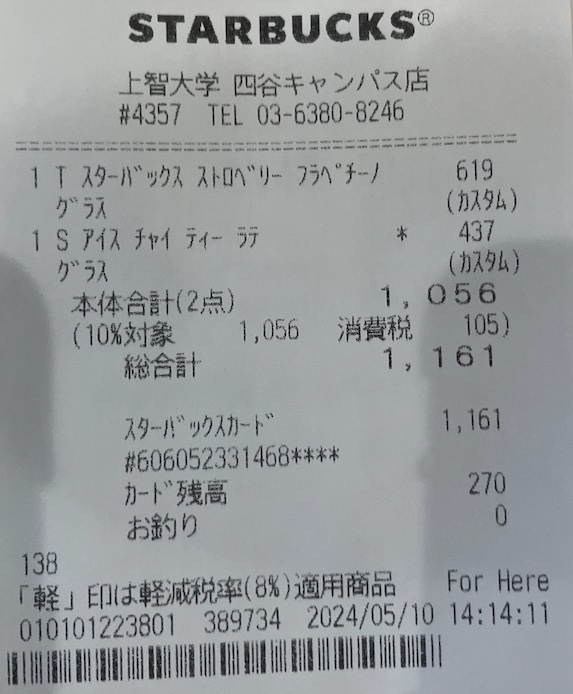 STARBUCKS®
上智大学 四谷キャンパス店
#4357 TEL 03-6380-8246
1 T スターバックス ストロベリー フラペチーノ 619
グラス (カスタム)
1 S アイス チャイ ティー ラテ * 437
グラス (カスタム)
本体合計(2点) 1,056
(10%対象 1,056 消費税 105)
総合計 1,161
スターバックスカード 1,161
#606052331468****
カード残高 270
お釣り 0
138
「軽」印は軽減税率(8%)適用商品 For Here
010101223801 389734 2024/05/10 14:14:11